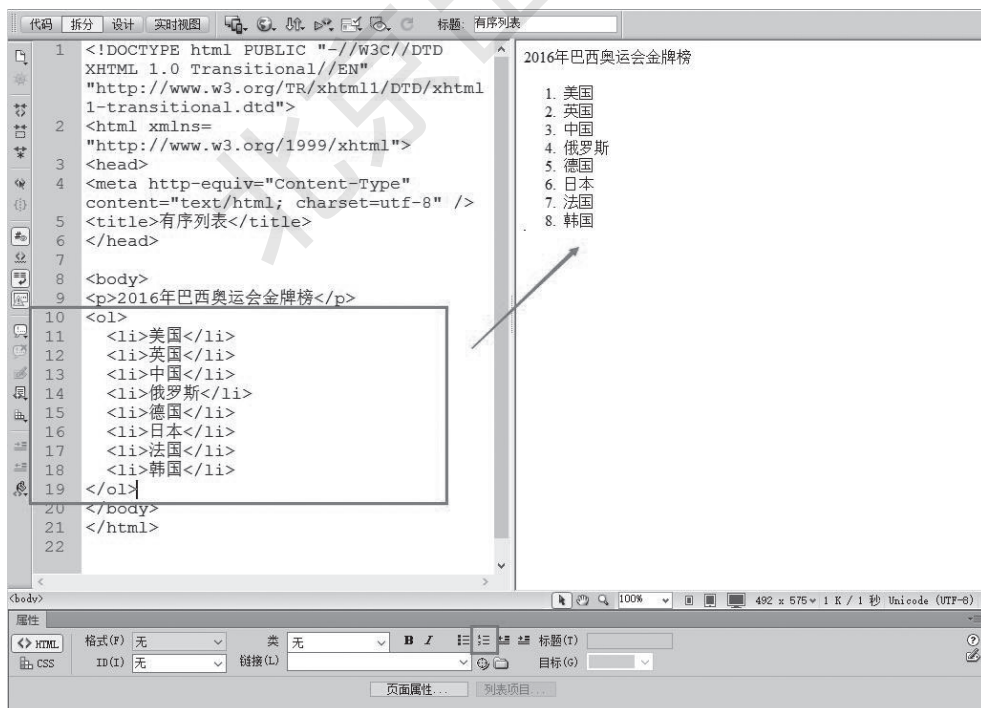 代码 拆分 设计 实时视图 标题: 有序列表
1 <!DOCTYPE html PUBLIC "-//W3C//DTD
XHTML 1.0 Transitional//EN"
"http://www.w3.org/TR/xhtml1/DTD/xhtml
1-transitional.dtd">
2 <html xmlns=
"http://www.w3.org/1999/xhtml">
3 <head>
4 <meta http-equiv="Content-Type"
content="text/html; charset=utf-8" />
5 <title>有序列表</title>
6 </head>
7
8 <body>
9 <p>2016年巴西奥运会金牌榜</p>
10 <ol>
11 <li>美国</li>
12 <li>英国</li>
13 <li>中国</li>
14 <li>俄罗斯</li>
15 <li>德国</li>
16 <li>日本</li>
17 <li>法国</li>
18 <li>韩国</li>
19 </ol>
20 </body>
21 </html>
22
2016年巴西奥运会金牌榜
1. 美国
2. 英国
3. 中国
4. 俄罗斯
5. 德国
6. 日本
7. 法国
8. 韩国
<body> 100% 492 x 575 1 K / 1 秒 Unicode (UTF-8)
属性
<> HTML 格式(F) 无 类 无 B I 标题(T)
CSS ID(I) 无 链接(L) 目标(G)
页面属性... 列表项目...
北京